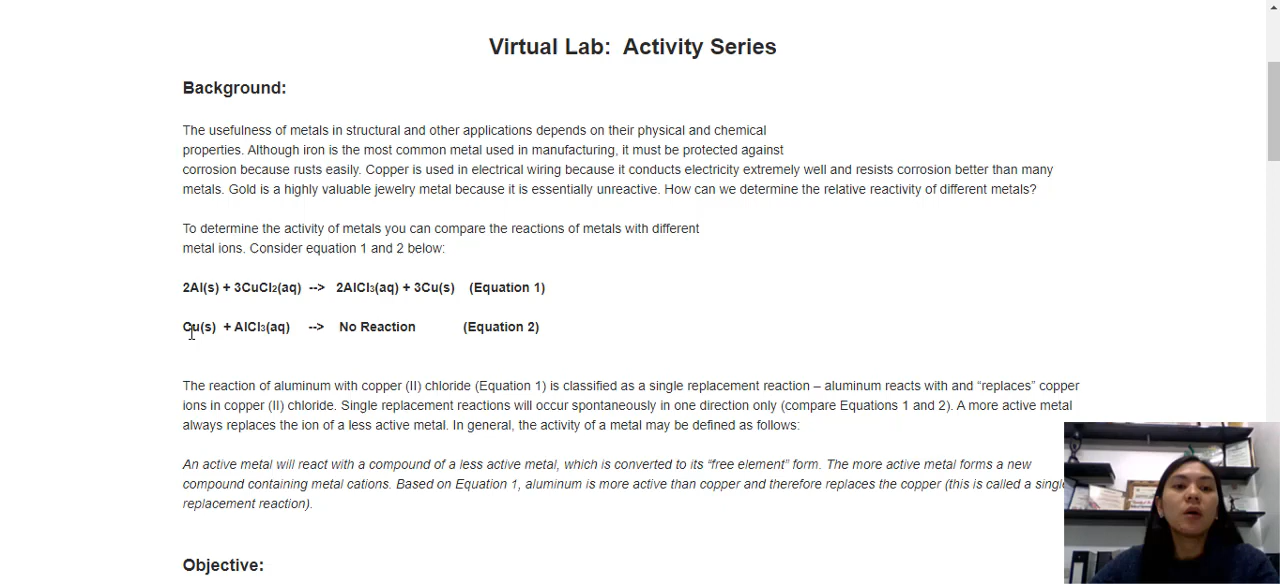 Virtual Lab: Activity Series
Background:
The usefulness of metals in structural and other applications depends on their physical and chemical
properties. Although iron is the most common metal used in manufacturing, it must be protected against
corrosion because rusts easily. Copper is used in electrical wiring because it conducts electricity extremely well and resists corrosion better than many
metals. Gold is a highly valuable jewelry metal because it is essentially unreactive. How can we determine the relative reactivity of different metals?
To determine the activity of metals you can compare the reactions of metals with different
metal ions. Consider equation 1 and 2 below:
2Al(s) + 3CuCl₂(aq) --> 2AlCl₃(aq) + 3Cu(s) (Equation 1)
Cu(s) + AlCl₃(aq) --> No Reaction (Equation 2)
The reaction of aluminum with copper (II) chloride (Equation 1) is classified as a single replacement reaction – aluminum reacts with and “replaces” copper
ions in copper (II) chloride. Single replacement reactions will occur spontaneously in one direction only (compare Equations 1 and 2). A more active metal
always replaces the ion of a less active metal. In general, the activity of a metal may be defined as follows:
An active metal will react with a compound of a less active metal, which is converted to its “free element” form. The more active metal forms a new
compound containing metal cations. Based on Equation 1, aluminum is more active than copper and therefore replaces the copper (this is called a single
replacement reaction).
Objective: